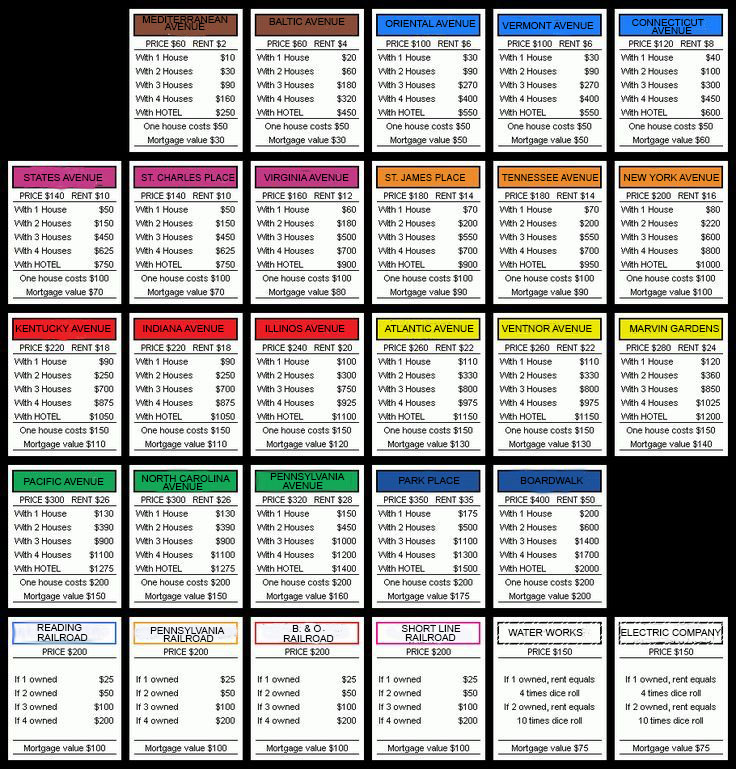 MEDITERRANEAN
AVENUE
PRICE $60 RENT $2
With 1 House $10
With 2 Houses $30
With 3 Houses $90
With 4 Houses $160
With HOTEL $250
One house costs $50
Mortgage value $30
BALTIC AVENUE
PRICE $60 RENT $4
With 1 House $20
With 2 Houses $60
With 3 Houses $180
With 4 Houses $320
With HOTEL $450
One house costs $50
Mortgage value $30
ORIENTAL AVENUE
PRICE $100 RENT $6
With 1 House $30
With 2 Houses $90
With 3 Houses $270
With 4 Houses $400
With HOTEL $550
One house costs $50
Mortgage value $50
VERMONT AVENUE
PRICE $100 RENT $6
With 1 House $30
With 2 Houses $90
With 3 Houses $270
With 4 Houses $400
With HOTEL $550
One house costs $50
Mortgage value $50
CONNECTICUT
AVENUE
PRICE $120 RENT $8
With 1 House $40
With 2 Houses $100
With 3 Houses $300
With 4 Houses $450
With HOTEL $600
One house costs $50
Mortgage value $60
STATES AVENUE
PRICE $140 RENT $10
With 1 House $50
With 2 Houses $150
With 3 Houses $450
With 4 Houses $625
With HOTEL $750
One house costs $100
Mortgage value $70
ST. CHARLES PLACE
PRICE $140 RENT $10
With 1 House $50
With 2 Houses $150
With 3 Houses $450
With 4 Houses $625
With HOTEL $750
One house costs $100
Mortgage value $70
VIRGINIA AVENUE
PRICE $160 RENT $12
With 1 House $60
With 2 Houses $180
With 3 Houses $500
With 4 Houses $700
With HOTEL $900
One house costs $100
Mortgage value $80
ST. JAMES PLACE
PRICE $180 RENT $14
With 1 House $70
With 2 Houses $200
With 3 Houses $550
With 4 Houses $700
With HOTEL $900
One house costs $100
Mortgage value $90
TENNESSEE AVENUE
PRICE $180 RENT $14
With 1 House $70
With 2 Houses $200
With 3 Houses $550
With 4 Houses $700
With HOTEL $950
One house costs $100
Mortgage value $90
NEW YORK AVENUE
PRICE $200 RENT $16
With 1 House $80
With 2 Houses $220
With 3 Houses $600
With 4 Houses $800
With HOTEL $1000
One house costs $100
Mortgage value $100
KENTUCKY AVENUE
PRICE $220 RENT $18
With 1 House $90
With 2 Houses $250
With 3 Houses $700
With 4 Houses $875
With HOTEL $1050
One house costs $150
Mortgage value $110
INDIANA AVENUE
PRICE $220 RENT $18
With 1 House $90
With 2 Houses $250
With 3 Houses $700
With 4 Houses $875
With HOTEL $1050
One house costs $150
Mortgage value $110
ILLINOS AVENUE
PRICE $240 RENT $20
With 1 House $100
With 2 Houses $300
With 3 Houses $750
With 4 Houses $925
With HOTEL $1100
One house costs $150
Mortgage value $120
ATLANTIC AVENUE
PRICE $260 RENT $22
With 1 House $110
With 2 Houses $330
With 3 Houses $800
With 4 Houses $975
With HOTEL $1150
One house costs $150
Mortgage value $130
VENTNOR AVENUE
PRICE $260 RENT $22
With 1 House $110
With 2 Houses $330
With 3 Houses $800
With 4 Houses $975
With HOTEL $1150
One house costs $150
Mortgage value $130
MARVIN GARDENS
PRICE $280 RENT $24
With 1 House $120
With 2 Houses $360
With 3 Houses $850
With 4 Houses $1025
With HOTEL $1200
One house costs $150
Mortgage value $140
PACIFIC AVENUE
PRICE $300 RENT $26
With 1 House $130
With 2 Houses $390
With 3 Houses $900
With 4 Houses $1100
With HOTEL $1275
One house costs $200
Mortgage value $150
NORTH CAROLINA
AVENUE
PRICE $300 RENT $26
With 1 House $130
With 2 Houses $390
With 3 Houses $900
With 4 Houses $1100
With HOTEL $1275
One house costs $200
Mortgage value $150
PENNSYLVANIA
AVENUE
PRICE $320 RENT $28
With 1 House $150
With 2 Houses $450
With 3 Houses $1000
With 4 Houses $1200
With HOTEL $1400
One house costs $200
Mortgage value $160
PARK PLACE
PRICE $350 RENT $35
With 1 House $175
With 2 Houses $500
With 3 Houses $1100
With 4 Houses $1300
With HOTEL $1500
One house costs $200
Mortgage value $175
BOARDWALK
PRICE $400 RENT $50
With 1 House $200
With 2 Houses $600
With 3 Houses $1400
With 4 Houses $1700
With HOTEL $2000
One house costs $200
Mortgage value $200
READING
RAILROAD
PRICE $200
If 1 owned $25
If 2 owned $50
If 3 owned $100
If 4 owned $200
Mortgage value $100
PENNSYLVANIA
RAILROAD
PRICE $200
If 1 owned $25
If 2 owned $50
If 3 owned $100
If 4 owned $200
Mortgage value $100
B. & O.
RAILROAD
PRICE $200
If 1 owned $25
If 2 owned $50
If 3 owned $100
If 4 owned $200
Mortgage value $100
SHORT LINE
RAILROAD
PRICE $200
If 1 owned $25
If 2 owned $50
If 3 owned $100
If 4 owned $200
Mortgage value $100
WATER WORKS
PRICE $150
If 1 owned, rent equals
4 times dice roll
If 2 owned, rent equals
10 times dice roll
Mortgage value $75
ELECTRIC COMPANY
PRICE $150
If 1 owned, rent equals
4 times dice roll
If 2 owned, rent equals
10 times dice roll
Mortgage value $75